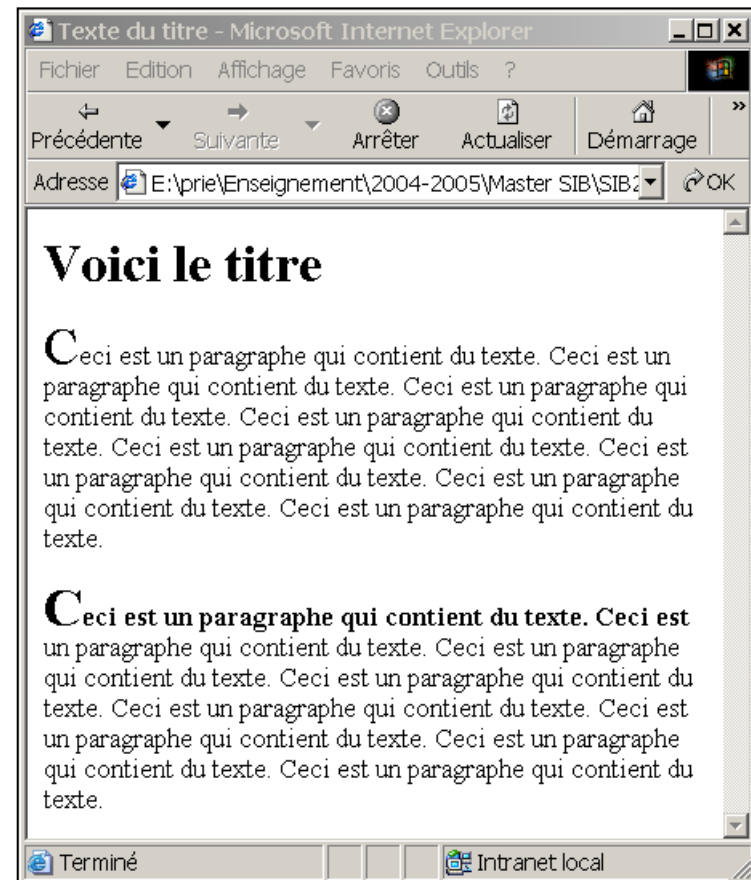 Texte du titre - Microsoft Internet Explorer
Fichier Edition Affichage Favoris Outils ?
Précédente Suivante Arrêter Actualiser Démarrage »
Adresse E:\prie\Enseignement\2004-2005\Master SIB\SIB2 OK
Voici le titre
Ceci est un paragraphe qui contient du texte. Ceci est un
paragraphe qui contient du texte. Ceci est un paragraphe qui
contient du texte. Ceci est un paragraphe qui contient du
texte. Ceci est un paragraphe qui contient du texte. Ceci est
un paragraphe qui contient du texte. Ceci est un paragraphe
qui contient du texte. Ceci est un paragraphe qui contient du
texte.
Ceci est un paragraphe qui contient du texte. Ceci est
un paragraphe qui contient du texte. Ceci est un paragraphe
qui contient du texte. Ceci est un paragraphe qui contient du
texte. Ceci est un paragraphe qui contient du texte. Ceci est
un paragraphe qui contient du texte. Ceci est un paragraphe
qui contient du texte. Ceci est un paragraphe qui contient du
texte.
Terminé Intranet local